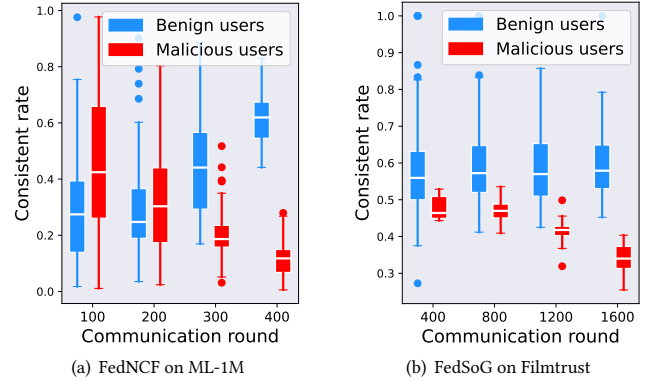 Benign users
Malicious users
Consistent rate
1.0
0.8
0.6
0.4
0.2
0.0
100
200
300
400
Communication round
(a) FedNCF on ML-1M
Benign users
Malicious users
Consistent rate
1.0
0.9
0.8
0.7
0.6
0.5
0.4
0.3
400
800
1200
1600
Communication round
(b) FedSoG on Filmtrust